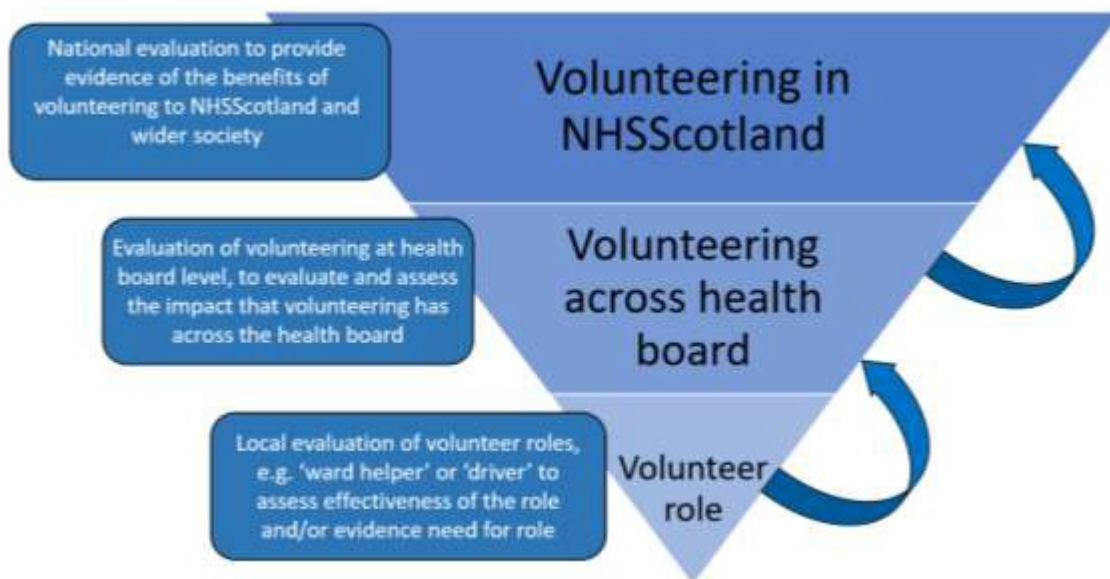 National evaluation to provide
evidence of the benefits of
volunteering to NHSScotland and
wider society
Volunteering in
NHSScotland
Evaluation of volunteering at health
board level, to evaluate and assess
the impact that volunteering has
across the health board
Volunteering
across health
board
Local evaluation of volunteer roles,
e.g. ‘ward helper’ or ‘driver’ to
assess effectiveness of the role
and/or evidence need for role
Volunteer
role